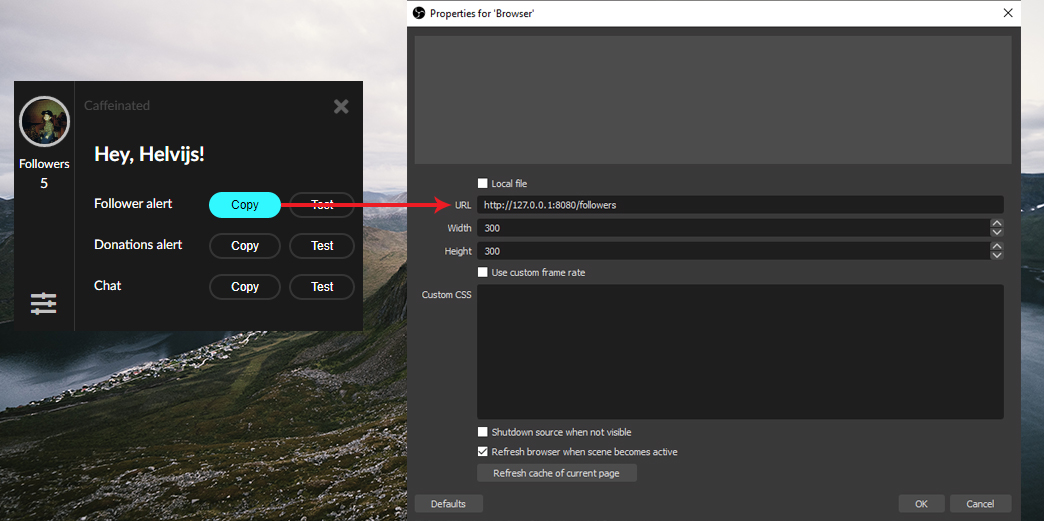 Properties for 'Browser'
Caffeinated
Followers
5
Hey, Helvijs!
Follower alert Copy Test
Donations alert Copy Test
Chat Copy Test
Local file
URL http://127.0.0.1:8080/followers
Width 300
Height 300
Use custom frame rate
Custom CSS
Shutdown source when not visible
Refresh browser when scene becomes active
Refresh cache of current page
Defaults OK Cancel